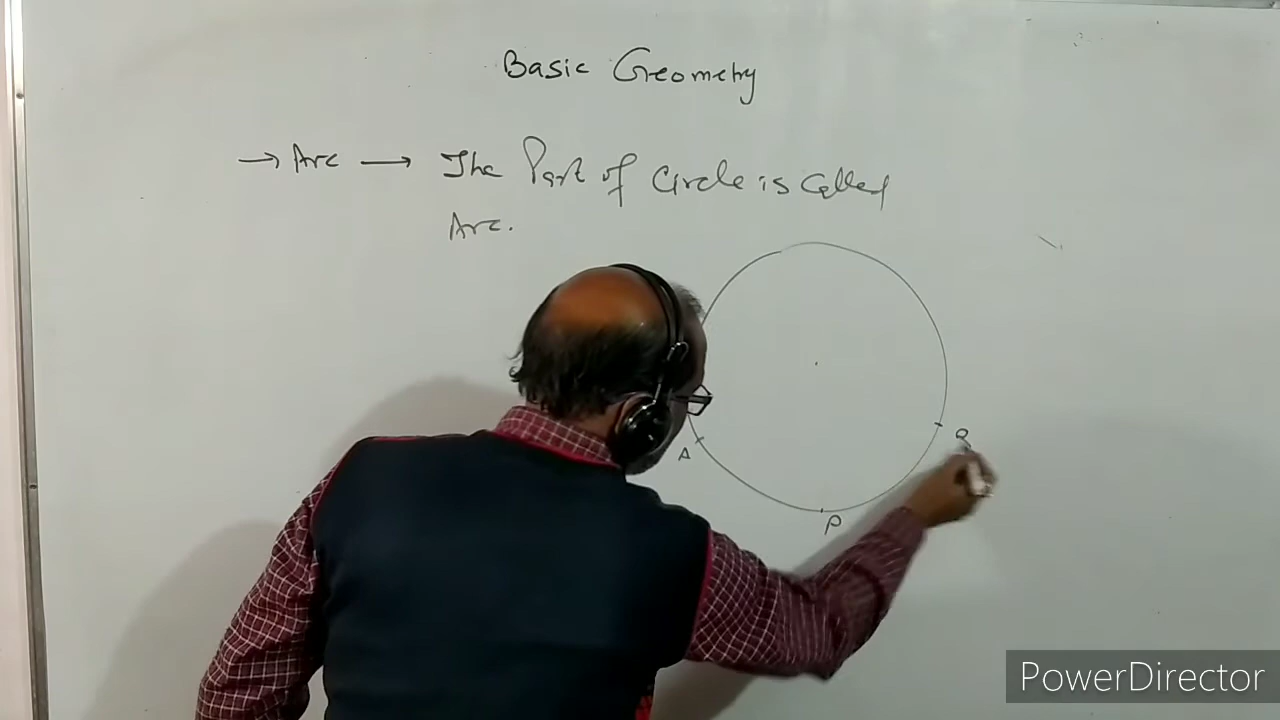 Basic Geometry
→ Arc → The Part of Circle is Called
Arc.
A
P
PowerDirector